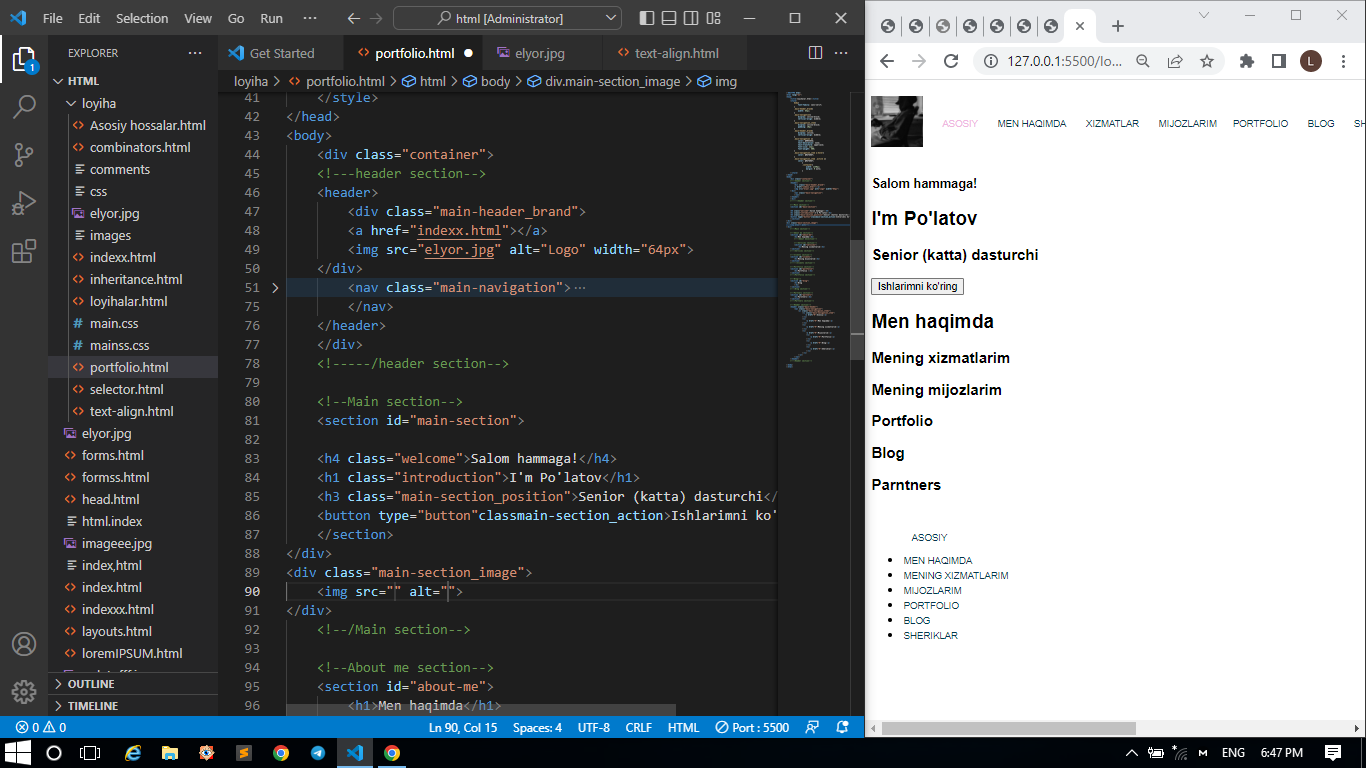 File Edit Selection View Go Run ··· html [Administrator]
EXPLORER ···
HTML
loyiha
Asosiy hossalar.html
combinators.html
comments
css
elyor.jpg
images
indexx.html
inheritance.html
loyihalar.html
main.css
mainss.css
portfolio.html
selector.html
text-align.html
elyor.jpg
forms.html
formss.html
head.html
html.index
imageee.jpg
index,html
index.html
indexxx.html
layouts.html
loremIPSUM.html
OUTLINE
TIMELINE
1
Get Started portfolio.html elyor.jpg text-align.html ···
loyiha > portfolio.html > html > body > div.main-section_image > img
41 </style>
42 </head>
43 <body>
44 <div class="container">
45 <!---header section-->
46 <header>
47 <div class="main-header_brand">
48 <a href="indexx.html"></a>
49 <img src="elyor.jpg" alt="Logo" width="64px">
50 </div>
51 <nav class="main-navigation"> ···
75 </nav>
76 </header>
77 </div>
78 <!-----/header section-->
79
80 <!--Main section-->
81 <section id="main-section">
82
83 <h4 class="welcome">Salom hammaga!</h4>
84 <h1 class="introduction">I'm Po'latov</h1>
85 <h3 class="main-section_position">Senior (katta) dasturchi</
86 <button type="button"classmain-section_action>Ishlarimni ko'
87 </section>
88 </div>
89 <div class="main-section_image">
90 <img src="" alt="">
91 </div>
92 <!--/Main section-->
93
94 <!--About me section-->
95 <section id="about-me">
96 <h1>Men haqimda</h1>
0 0 Ln 90, Col 15 Spaces: 4 UTF-8 CRLF HTML Port : 5500
127.0.0.1:5500/lo... L
ASOSIY MEN HAQIMDA XIZMATLAR MIJOZLARIM PORTFOLIO BLOG SH
Salom hammaga!
I'm Po'latov
Senior (katta) dasturchi
Ishlarimni ko'ring
Men haqimda
Mening xizmatlarim
Mening mijozlarim
Portfolio
Blog
Parntners
ASOSIY
MEN HAQIMDA
MENING XIZMATLARIM
MIJOZLARIM
PORTFOLIO
BLOG
SHERIKLAR
ENG 6:47 PM